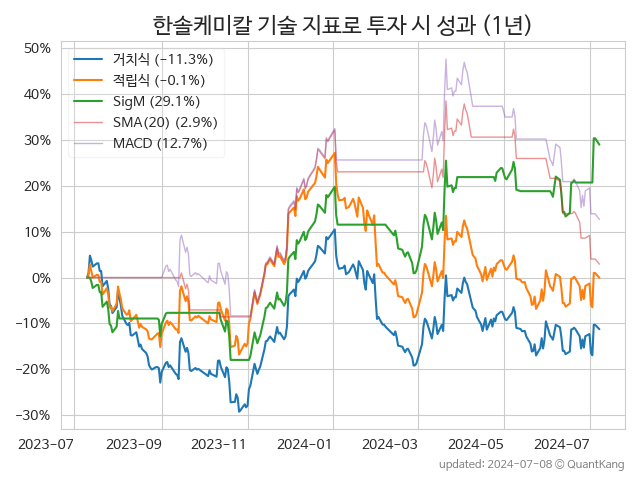 한솔케미칼 기술 지표로 투자 시 성과 (1년)
거치식 (−11.3%)
적립식 (−0.1%)
SigM (29.1%)
SMA(20) (2.9%)
MACD (12.7%)
50%
40%
30%
20%
10%
0%
−10%
−20%
−30%
2023-07 2023-09 2023-11 2024-01 2024-03 2024-05 2024-07
updated: 2024-07-08 ⓒ QuantKang